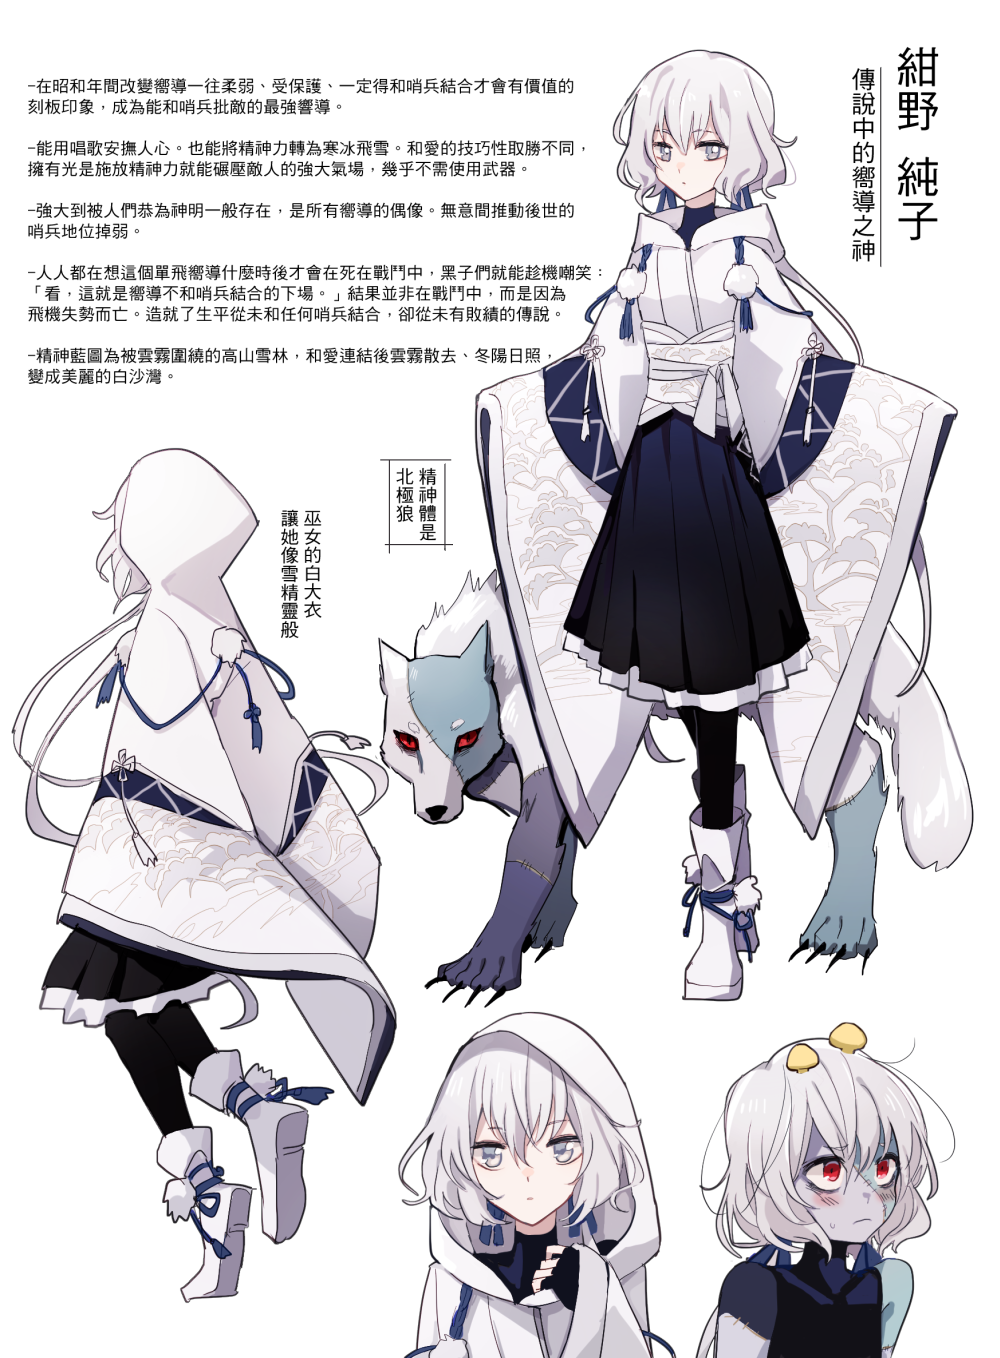 紺野 純子
傳說中的嚮導之神
-在昭和年間改變嚮導一往柔弱、受保護、一定得和哨兵結合才會有價值的
刻板印象，成為能和哨兵批敵的最強響導。
-能用唱歌安撫人心。也能將精神力轉為寒冰飛雪。和愛的技巧性取勝不同，
擁有光是施放精神力就能碾壓敵人的強大氣場，幾乎不需使用武器。
-強大到被人們恭為神明一般存在，是所有嚮導的偶像。無意間推動後世的
哨兵地位掉弱。
-人人都在想這個單飛嚮導什麼時後才會在死在戰鬥中，黑子們就能趁機嘲笑：
「看，這就是嚮導不和哨兵結合的下場。」結果並非在戰鬥中，而是因為
飛機失勢而亡。造就了生平從未和任何哨兵結合，卻從未有敗績的傳說。
-精神藍圖為被雲霧圍繞的高山雪林，和愛連結後雲霧散去、冬陽日照，
變成美麗的白沙灣。
精神體是
北極狼
巫女的白大衣
讓她像雪精靈般